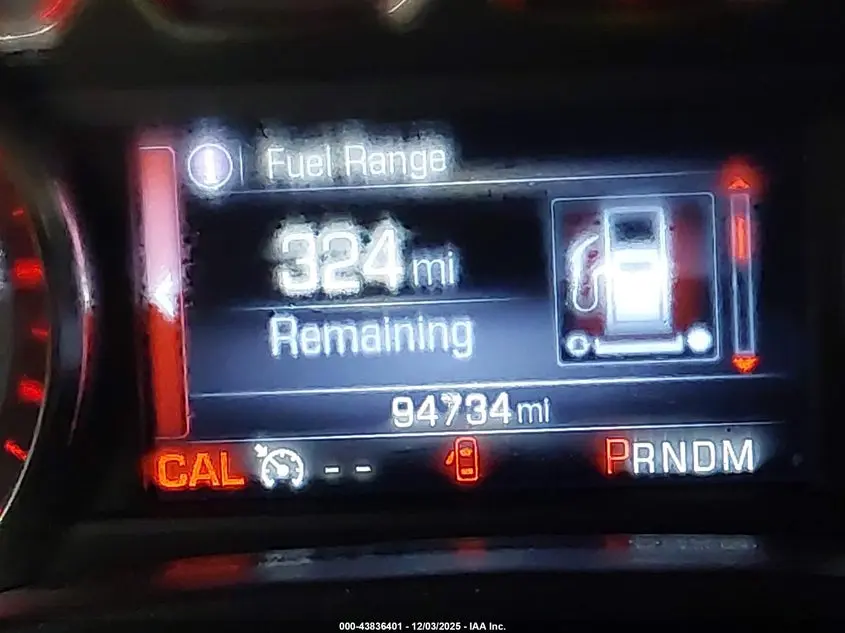 Fuel Range
324 mi
Remaining
94734 mi
CAL -- PRNDM
000-43836401 - 12/03/2025 - IAA Inc.